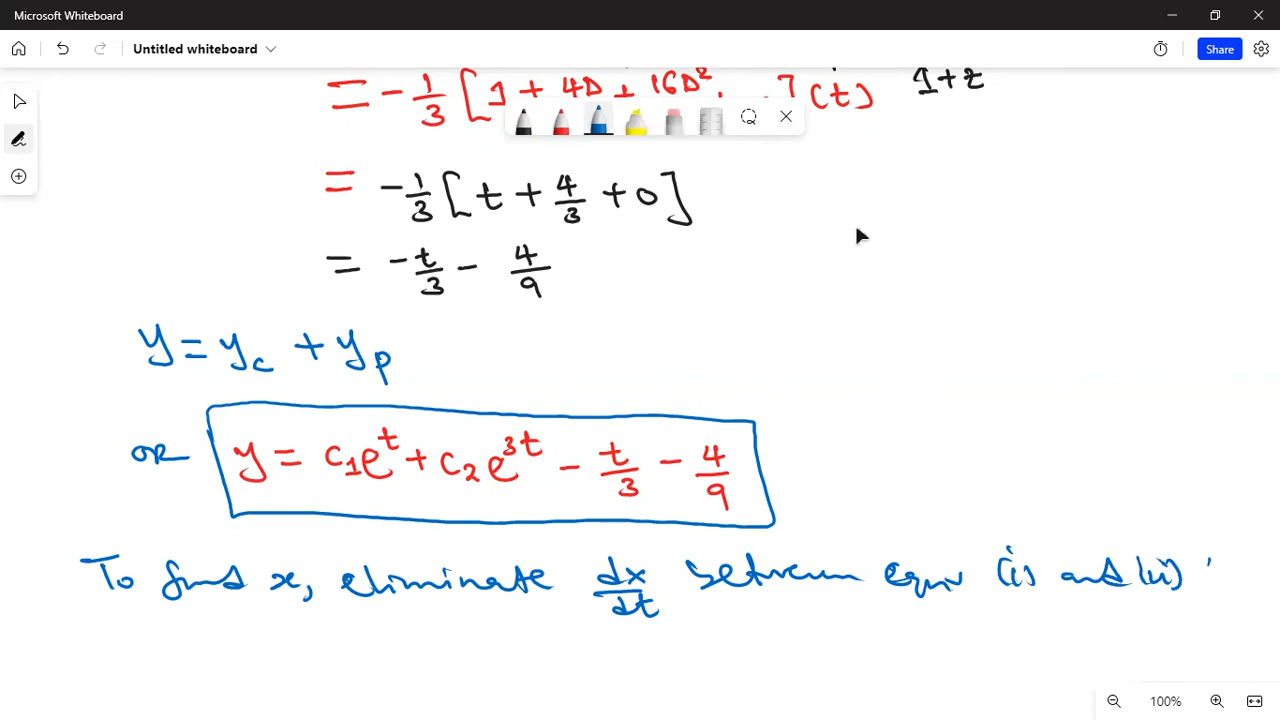 Microsoft Whiteboard
Untitled whiteboard
Share
= -1/3 [1 + 4D + 16D² (t) 1+z
= -1/3 [t + 4/3 + 0]
= -t/3 - 4/9
y = y_c + y_p
OR y = c₁e^t + c₂e^3t - t/3 - 4/9
To find x, eliminate dx/dt between eqn (i) and (ii)
100%